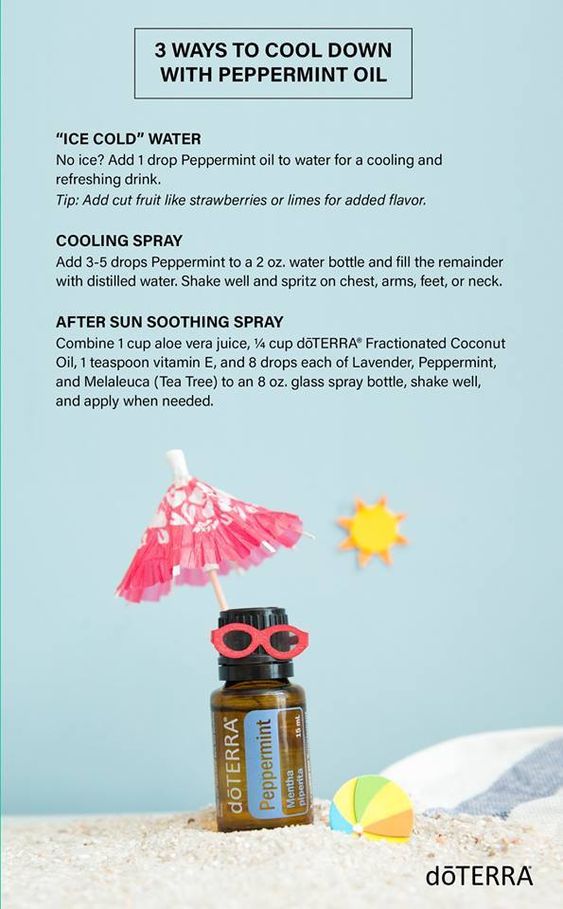 3 WAYS TO COOL DOWN
WITH PEPPERMINT OIL
“ICE COLD” WATER
No ice? Add 1 drop Peppermint oil to water for a cooling and
refreshing drink.
Tip: Add cut fruit like strawberries or limes for added flavor.
COOLING SPRAY
Add 3-5 drops Peppermint to a 2 oz. water bottle and fill the remainder
with distilled water. Shake well and spritz on chest, arms, feet, or neck.
AFTER SUN SOOTHING SPRAY
Combine 1 cup aloe vera juice, ¼ cup dōTERRA® Fractionated Coconut
Oil, 1 teaspoon vitamin E, and 8 drops each of Lavender, Peppermint,
and Melaleuca (Tea Tree) to an 8 oz. glass spray bottle, shake well,
and apply when needed.
dōTERRA®
Peppermint
Mentha
piperita
15 mL
dōTERRA®